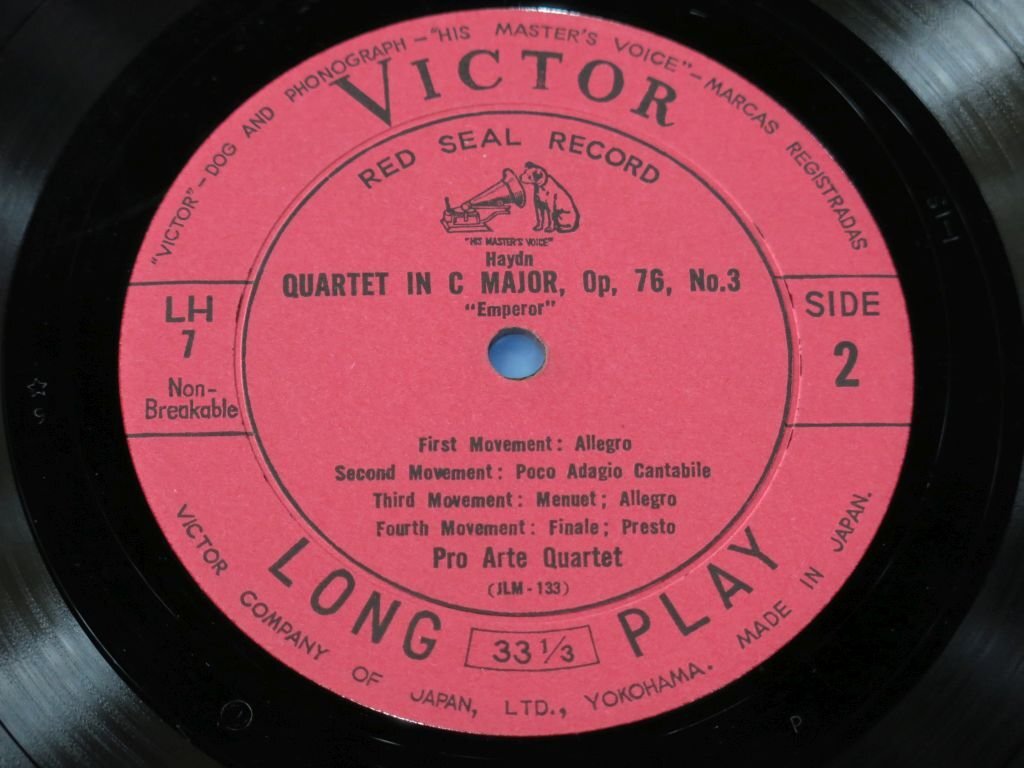 "VICTOR"—DOG AND PHONOGRAPH—"HIS MASTER'S VOICE"—MARCAS REGISTRADAS
VICTOR
RED SEAL RECORD
"HIS MASTER'S VOICE"
Haydn
QUARTET IN C MAJOR, Op, 76, No.3
"Emperor"
LH
7
Non-
Breakable
SIDE
2
First Movement: Allegro
Second Movement: Poco Adagio Cantabile
Third Movement: Menuet; Allegro
Fourth Movement: Finale; Presto
Pro Arte Quartet
(JLM-133)
LONG PLAY
33 1/3
VICTOR COMPANY OF JAPAN, LTD., YOKOHAMA. MADE IN JAPAN.
P